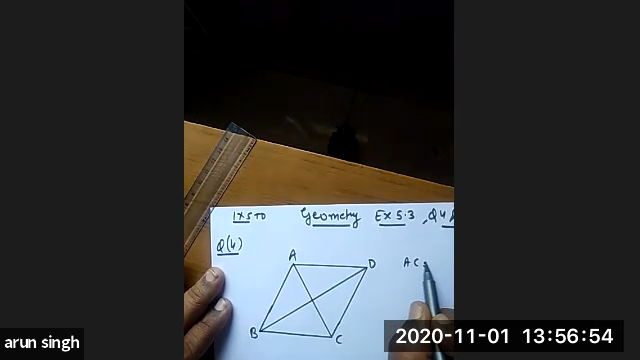 IX STD Geometry Ex 5.3, Q4
Q(4)
A
D
AC
B
C
arun singh
2020-11-01 13:56:54